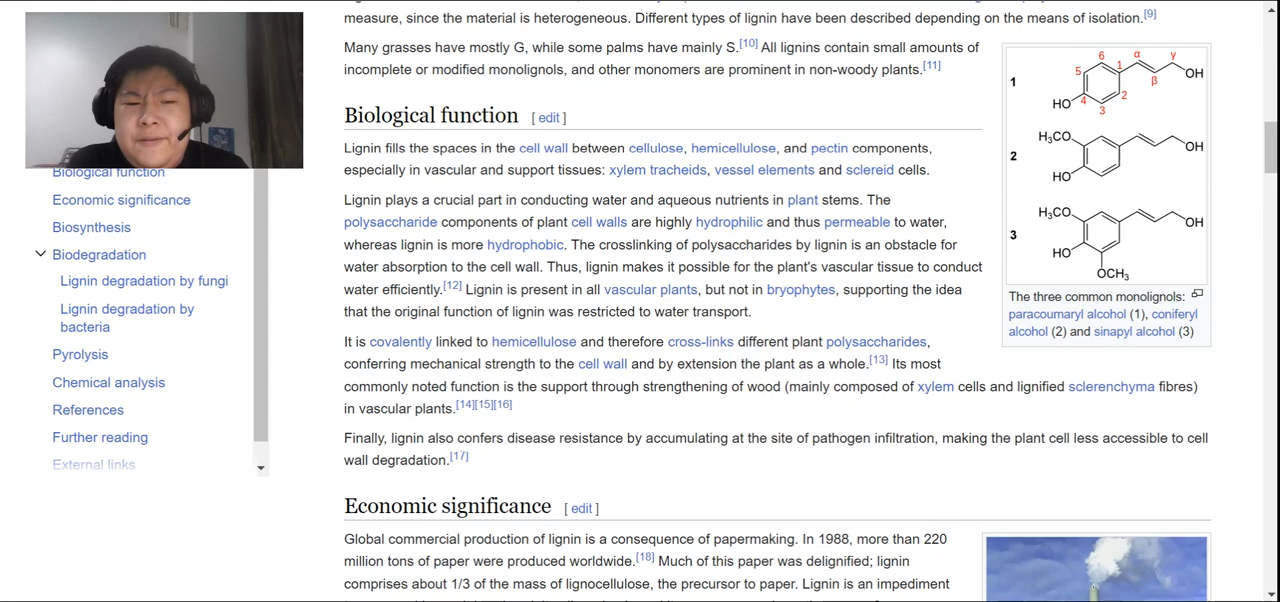 measure, since the material is heterogeneous. Different types of lignin have been described depending on the means of isolation.[9]
Many grasses have mostly G, while some palms have mainly S.[10] All lignins contain small amounts of
incomplete or modified monolignols, and other monomers are prominent in non-woody plants.[11]
Biological function [ edit ]
Lignin fills the spaces in the cell wall between cellulose, hemicellulose, and pectin components,
especially in vascular and support tissues: xylem tracheids, vessel elements and sclereid cells.
Lignin plays a crucial part in conducting water and aqueous nutrients in plant stems. The
polysaccharide components of plant cell walls are highly hydrophilic and thus permeable to water,
whereas lignin is more hydrophobic. The crosslinking of polysaccharides by lignin is an obstacle for
water absorption to the cell wall. Thus, lignin makes it possible for the plant's vascular tissue to conduct
water efficiently.[12] Lignin is present in all vascular plants, but not in bryophytes, supporting the idea
that the original function of lignin was restricted to water transport.
It is covalently linked to hemicellulose and therefore cross-links different plant polysaccharides,
conferring mechanical strength to the cell wall and by extension the plant as a whole.[13] Its most
commonly noted function is the support through strengthening of wood (mainly composed of xylem cells and lignified sclerenchyma fibres)
in vascular plants.[14][15][16]
Finally, lignin also confers disease resistance by accumulating at the site of pathogen infiltration, making the plant cell less accessible to cell
wall degradation.[17]
Economic significance [ edit ]
Global commercial production of lignin is a consequence of papermaking. In 1988, more than 220
million tons of paper were produced worldwide.[18] Much of this paper was delignified; lignin
comprises about 1/3 of the mass of lignocellulose, the precursor to paper. Lignin is an impediment
Biological function
Economic significance
Biosynthesis
Biodegradation
Lignin degradation by fungi
Lignin degradation by
bacteria
Pyrolysis
Chemical analysis
References
Further reading
External links
1
6
5
1
α
γ
β
OH
HO
4
3
2
2
H₃CO
OH
HO
3
H₃CO
OH
HO
OCH₃
The three common monolignols:
paracoumaryl alcohol (1), coniferyl
alcohol (2) and sinapyl alcohol (3)